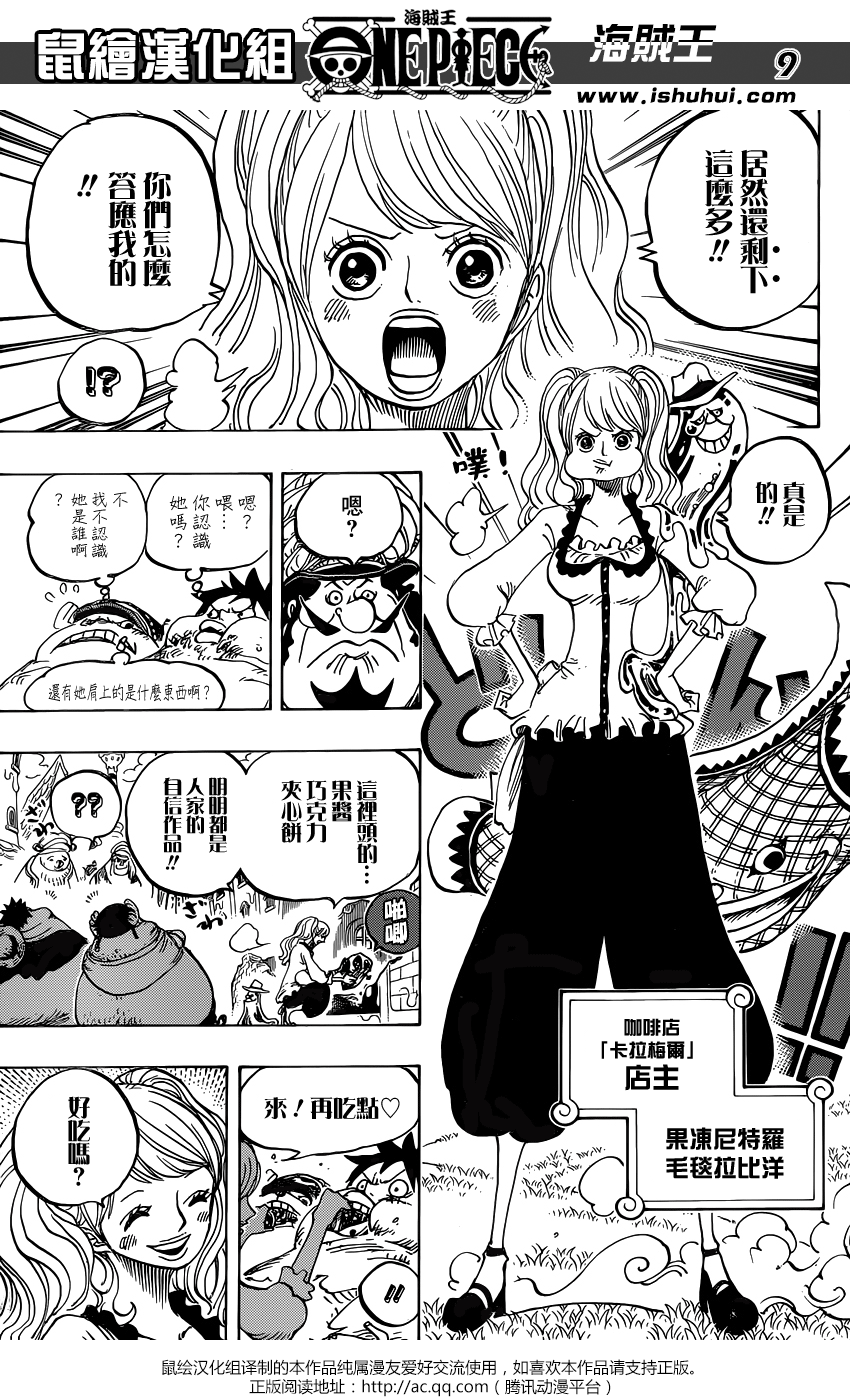 鼠繪漢化組
海賊王
ONE PIECE
海賊王
9
www.ishuhui.com
居然還剩下
這麼多!!
你們怎麼
答應我的
!!
!?
噗!
真是
的!!
嗯?
嗯?
喂…
你認識
她嗎?
不
我不認識
她是誰啊
?
還有她肩上的是什麼東西啊?
這裡頭的…
果醬
巧克力
夾心餅
明明都是
人家的
自信作品!!
??
咖啡店
「卡拉梅爾」
店主
果凍尼特羅
毛毯拉比洋
來!再吃點♡
!!
好吃嗎?
鼠绘汉化组译制的本作品纯属漫友爱好交流使用，如喜欢本作品请支持正版。
正版阅读地址：http://ac.qq.com（腾讯动漫平台）